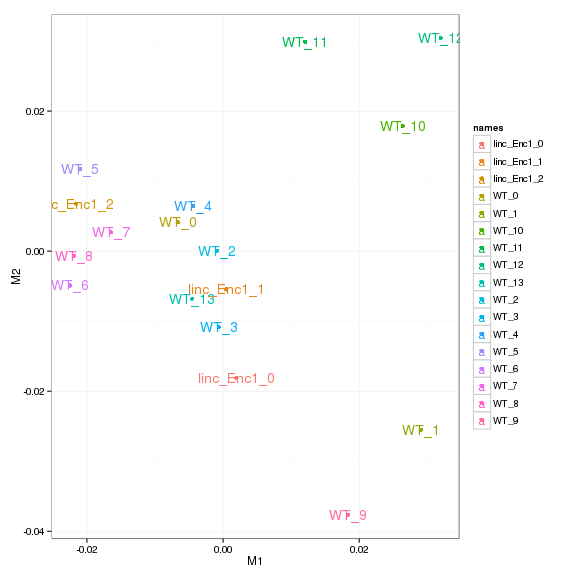 WT_11
WT_12
0.02
WT_10
names
a linc_Enc1_0
a linc_Enc1_1
a linc_Enc1_2
a WT_0
a WT_1
a WT_10
a WT_11
a WT_12
a WT_13
a WT_2
a WT_3
a WT_4
a WT_5
a WT_6
a WT_7
a WT_8
a WT_9
WT_5
c_Enc1_2
WT_4
WT_0
WT_7
0.00
WT_2
WT_8
M2
WT_6
linc_Enc1_1
WT_13
WT_3
linc_Enc1_0
-0.02
WT_1
WT_9
-0.04
-0.02 0.00 0.02
M1